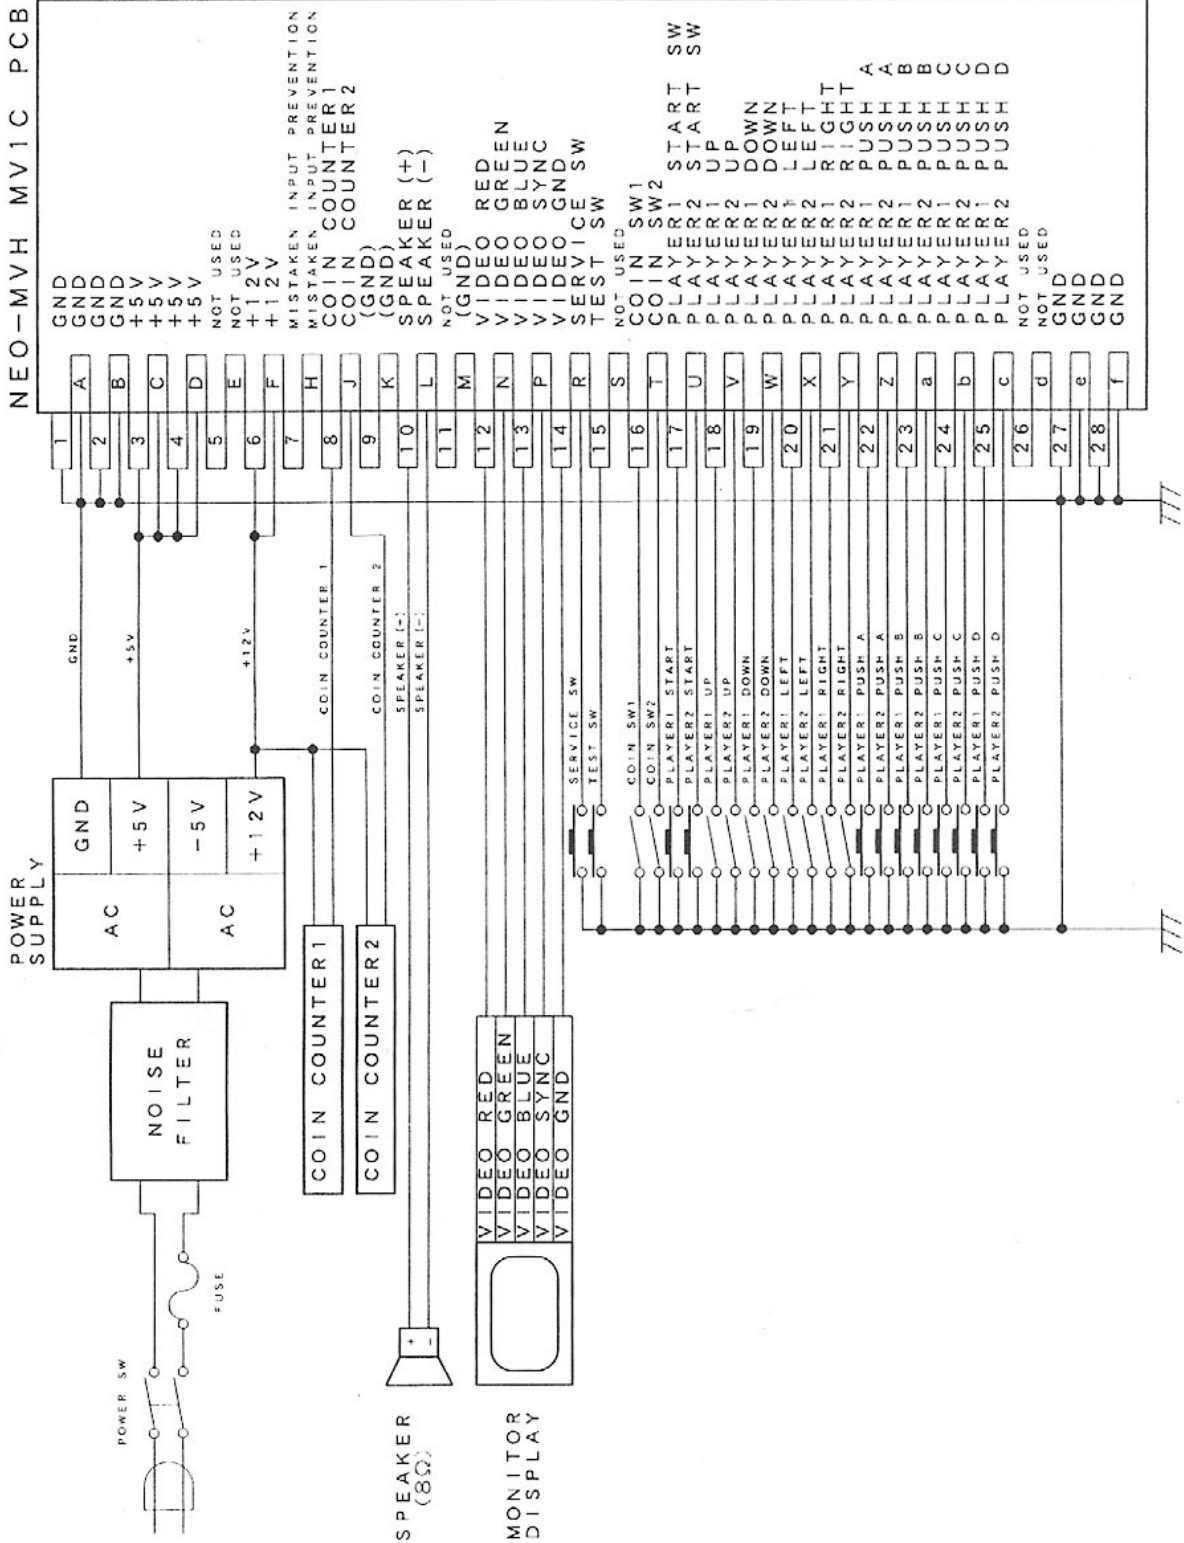 NEO-MVH MV1C PCB
GND
GND
GND
GND
+5V
+5V
+5V
+5V
NOT USED
NOT USED
+12V
+12V
MISTAKEN INPUT PREVENTION
MISTAKEN INPUT PREVENTION
COIN COUNTER1
COIN COUNTER2
(GND)
(GND)
SPEAKER (+)
SPEAKER (-)
NOT USED
(GND)
VIDEO RED
VIDEO GREEN
VIDEO BLUE
VIDEO SYNC
VIDEO GND
SERVICE SW
TEST SW
NOT USED
COIN SW1
COIN SW2
PLAYER1 START SW
PLAYER2 START SW
PLAYER1 UP
PLAYER2 UP
PLAYER1 DOWN
PLAYER2 DOWN
PLAYER1 LEFT
PLAYER2 LEFT
PLAYER1 RIGHT
PLAYER2 RIGHT
PLAYER1 PUSH A
PLAYER2 PUSH A
PLAYER1 PUSH B
PLAYER2 PUSH B
PLAYER1 PUSH C
PLAYER2 PUSH C
PLAYER1 PUSH D
PLAYER2 PUSH D
NOT USED
NOT USED
GND
GND
GND
GND
A
B
C
D
E
F
H
J
K
L
M
N
P
R
S
T
U
V
W
X
Y
Z
a
b
c
d
e
f
1
2
3
4
5
6
7
8
9
10
11
12
13
14
15
16
17
18
19
20
21
22
23
24
25
26
27
28
GND
+5V
+12V
COIN COUNTER 1
COIN COUNTER 2
SPEAKER (-)
SPEAKER (-)
SERVICE SW
TEST SW
COIN SW1
COIN SW2
PLAYER1 START
PLAYER2 START
PLAYER1 UP
PLAYER2 UP
PLAYER1 DOWN
PLAYER2 DOWN
PLAYER1 LEFT
PLAYER2 LEFT
PLAYER1 RIGHT
PLAYER2 RIGHT
PLAYER1 PUSH A
PLAYER2 PUSH A
PLAYER1 PUSH B
PLAYER2 PUSH B
PLAYER1 PUSH C
PLAYER2 PUSH C
PLAYER1 PUSH D
PLAYER2 PUSH D
POWER
SUPPLY
GND
+5V
-5V
+12V
AC
AC
NOISE
FILTER
COIN COUNTER1
COIN COUNTER2
VIDEO RED
VIDEO GREEN
VIDEO BLUE
VIDEO SYNC
VIDEO GND
FUSE
POWER SW
+
-
SPEAKER
(8Ω)
MONITOR
DISPLAY